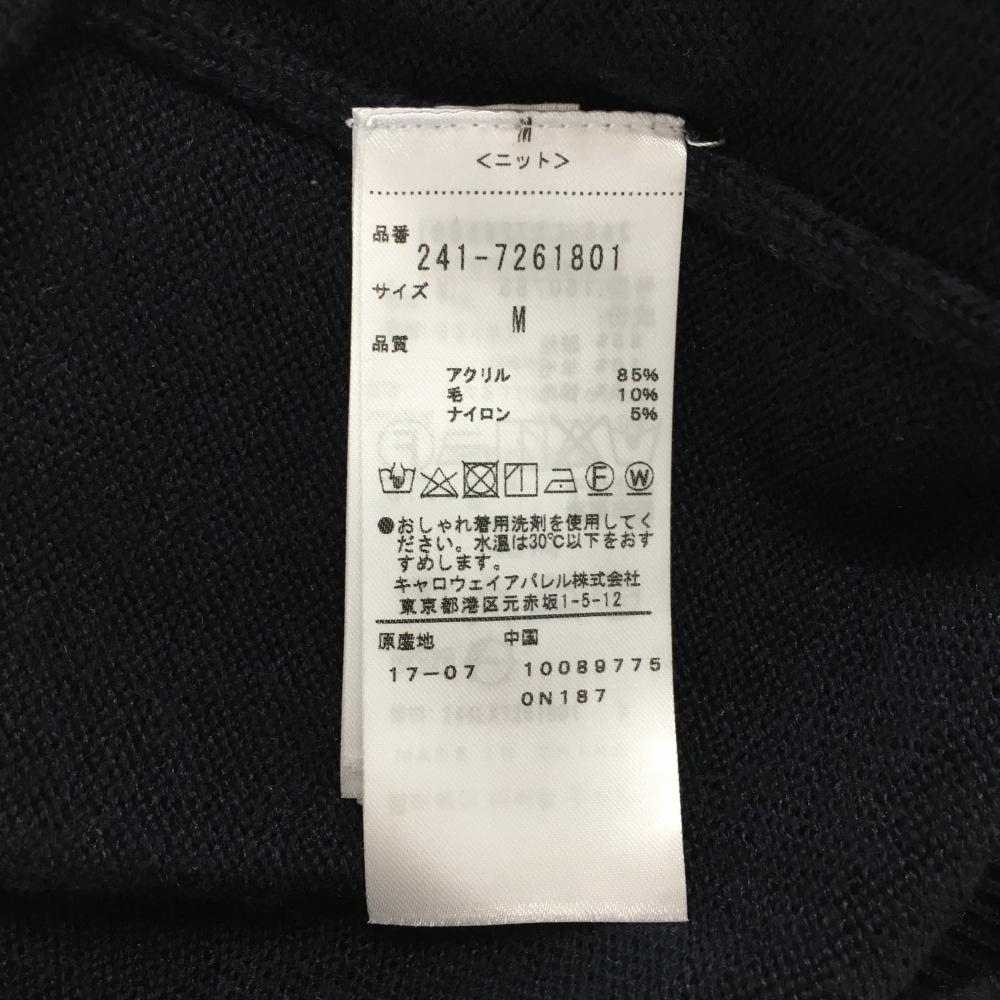 <ニット>
品番
241-7261801
サイズ
M
品質
アクリル 85%
毛 10%
ナイロン 5%
F W
●おしゃれ着用洗剤を使用してく
ださい。水温は30℃以下をおす
すめします。
キャロウェイアパレル株式会社
東京都港区元赤坂1-5-12
原産地 中国
17-07 10089775
0N187